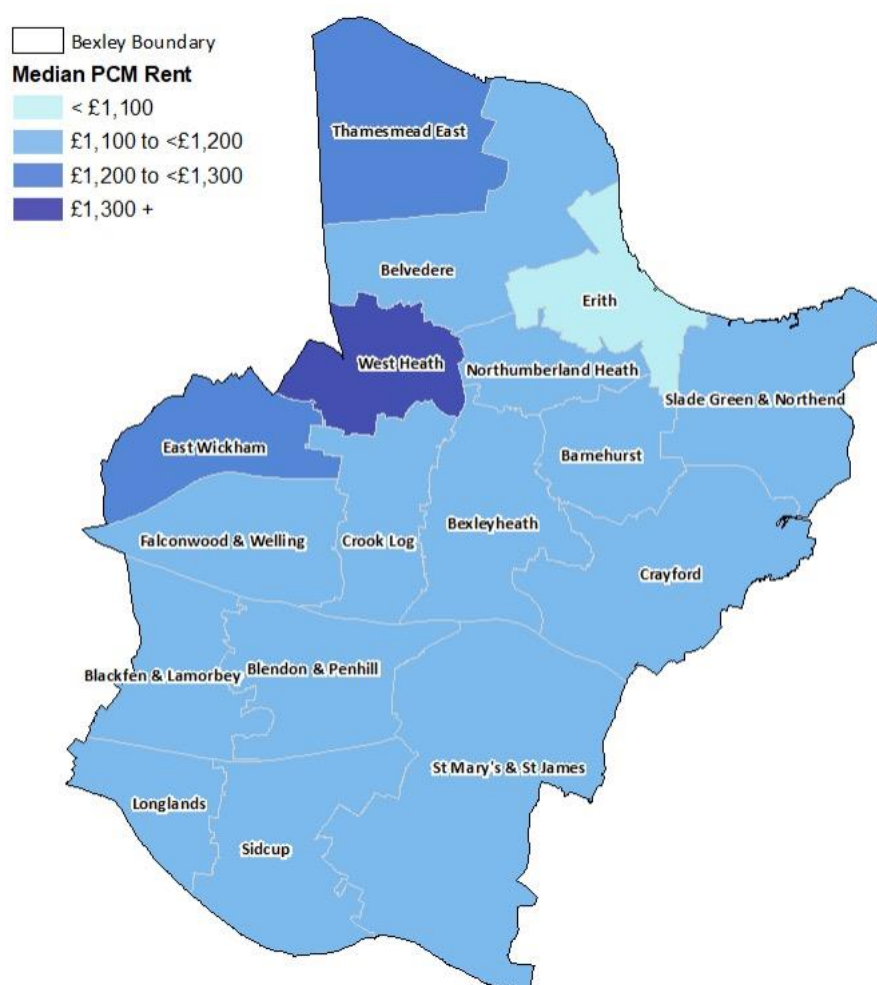 Bexley Boundary
Median PCM Rent
< £1,100
£1,100 to <£1,200
£1,200 to <£1,300
£1,300 +
Thamesmead East
Belvedere
Erith
West Heath
Northumberland Heath
Slade Green & Northend
East Wickham
Barnehurst
Bexleyheath
Falconwood & Welling
Crook Log
Crayford
Blackfen & Lamorbey
Blendon & Penhill
St Mary's & St James
Longlands
Sidcup